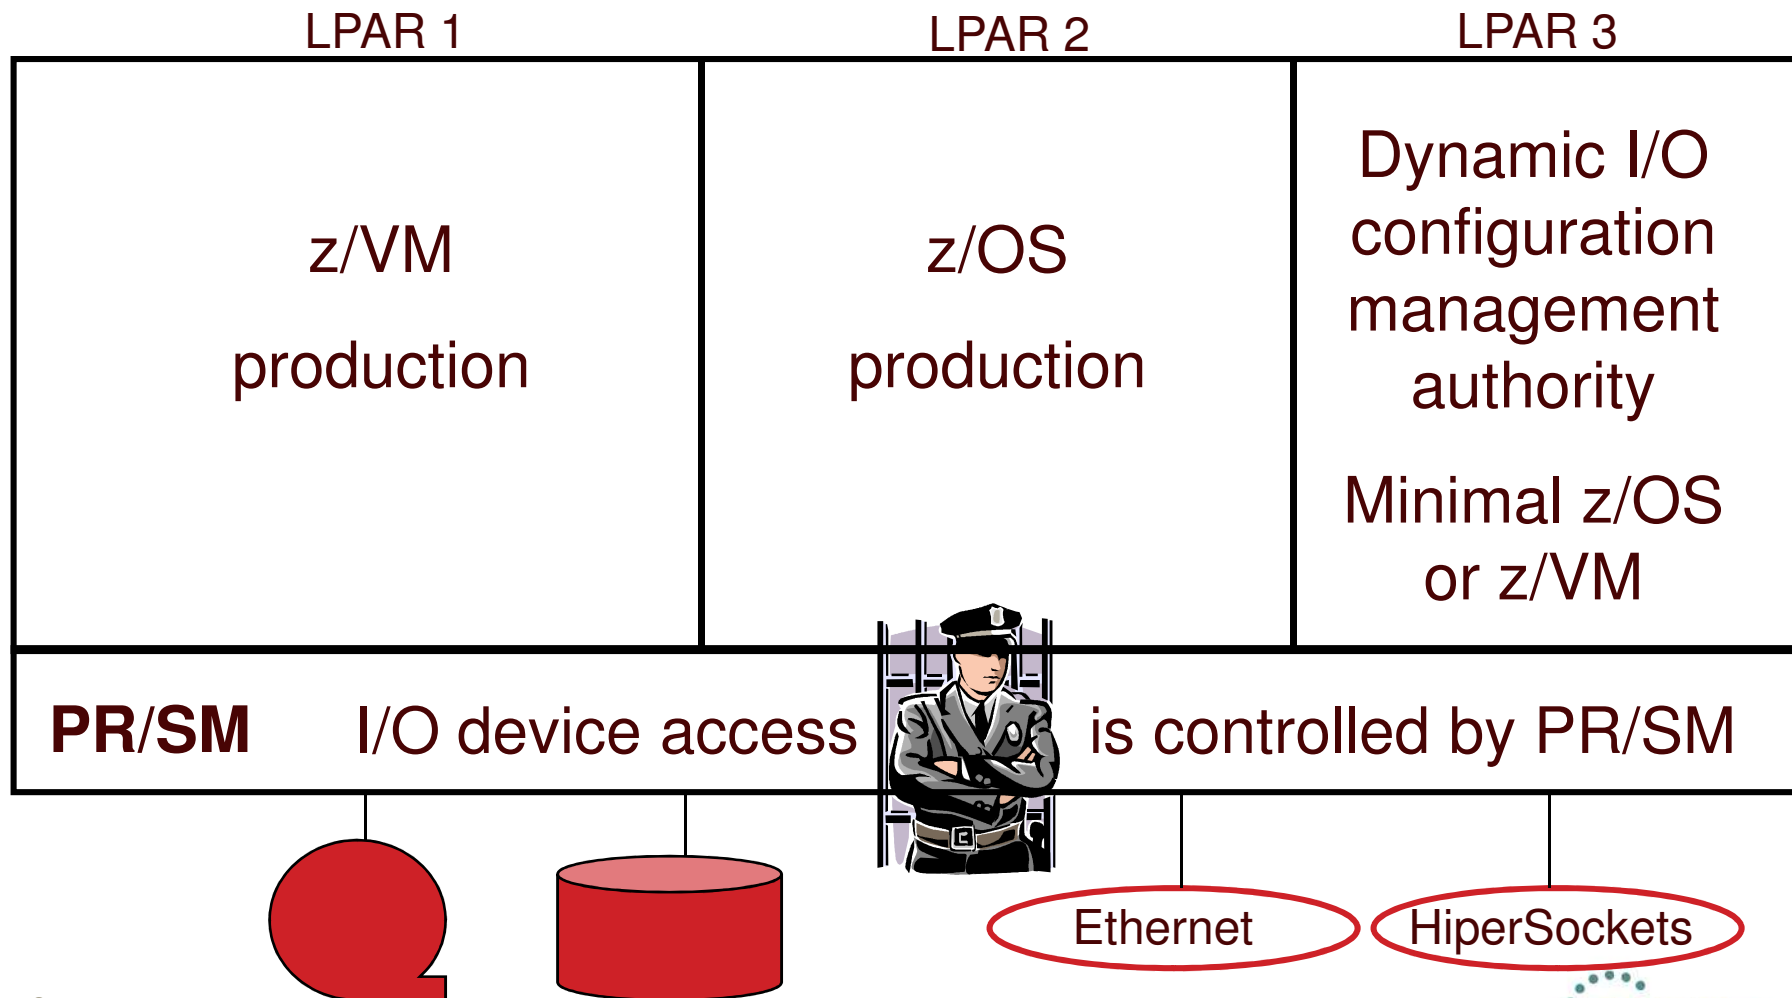 LPAR 1
LPAR 2
LPAR 3
z/VM
production
z/OS
production
Dynamic I/O
configuration
management
authority
Minimal z/OS
or z/VM
PR/SM I/O device access is controlled by PR/SM
Ethernet
HiperSockets